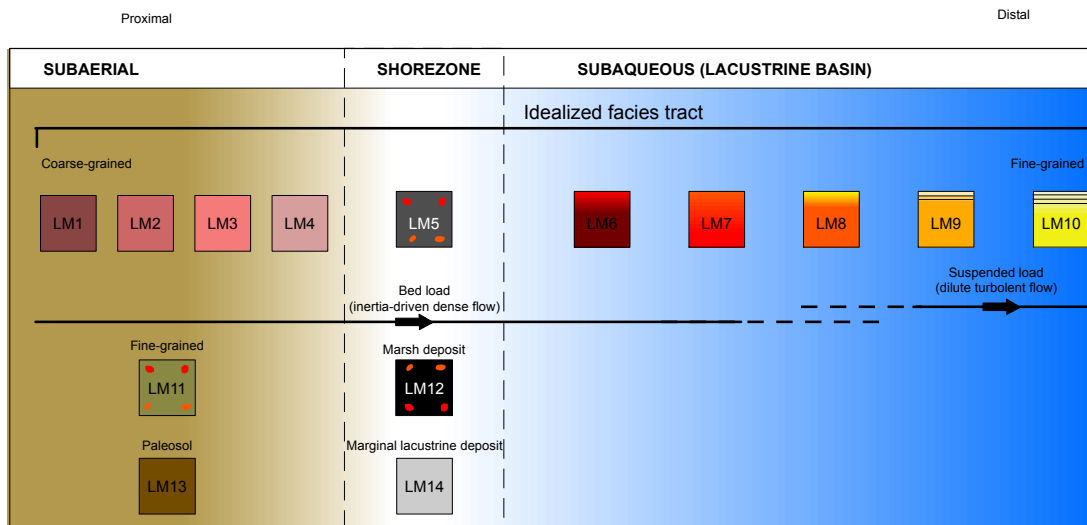 Proximal
Distal
SUBAERIAL
SHOREZONE
SUBAQUEOUS (LACUSTRINE BASIN)
Idealized facies tract
Coarse-grained
Fine-grained
LM1
LM2
LM3
LM4
LM5
LM6
LM7
LM8
LM9
LM10
Bed load
(inertia-driven dense flow)
Suspended load
(dilute turbolent flow)
Fine-grained
Marsh deposit
LM11
LM12
Paleosol
Marginal lacustrine deposit
LM13
LM14